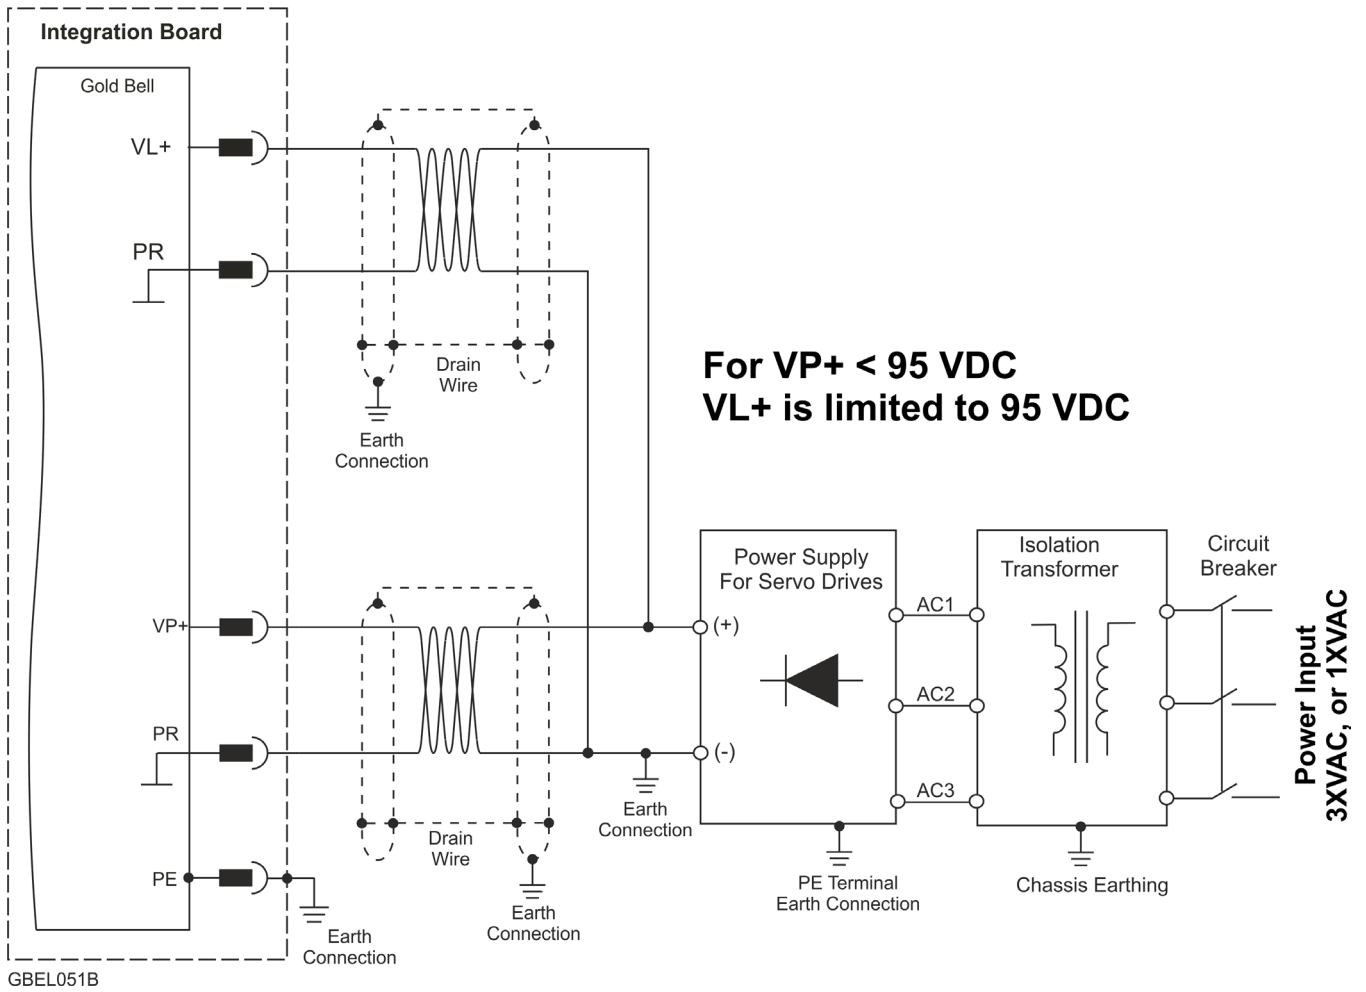 Integration Board
Gold Bell
VL+
PR
Drain
Wire
Earth
Connection
For VP+ < 95 VDC
VL+ is limited to 95 VDC
Power Supply
For Servo Drives
Isolation
Transformer
Circuit
Breaker
VP+
(+)
AC1
AC2
PR
(-)
AC3
Earth
Connection
Drain
Wire
PE
PE Terminal
Earth Connection
Chassis Earthing
Earth
Connection
Earth
Connection
Power Input
3XVAC, or 1XVAC
GBEL051B